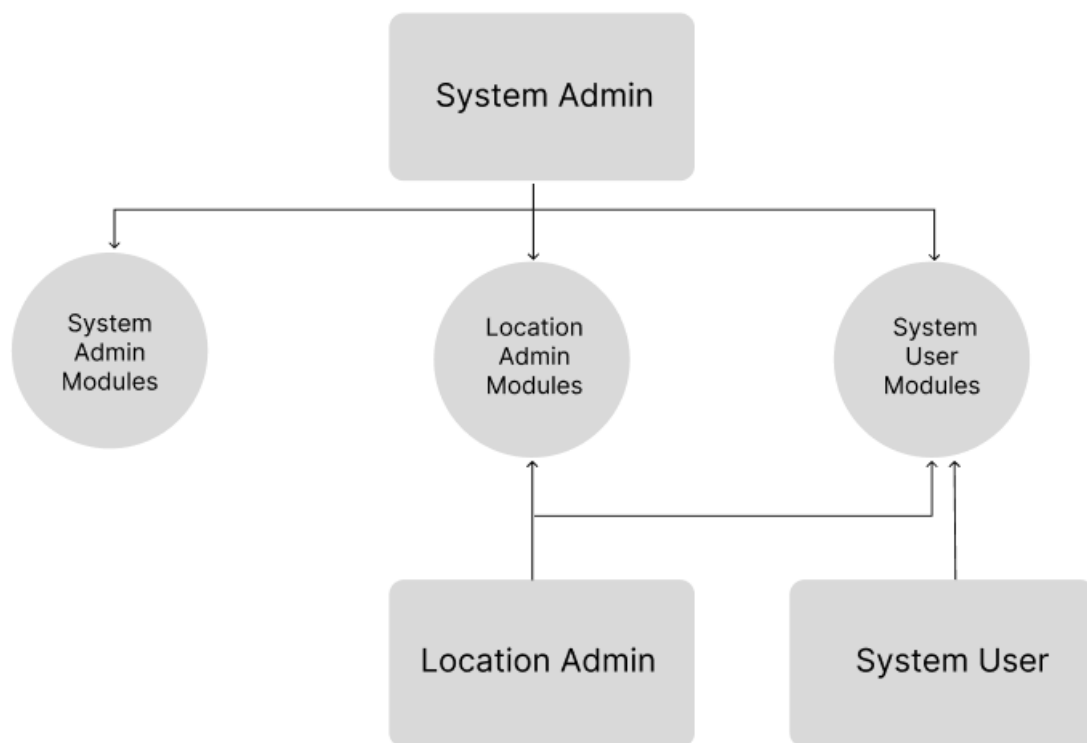 System Admin
System
Admin
Modules
Location
Admin
Modules
System
User
Modules
Location Admin
System User